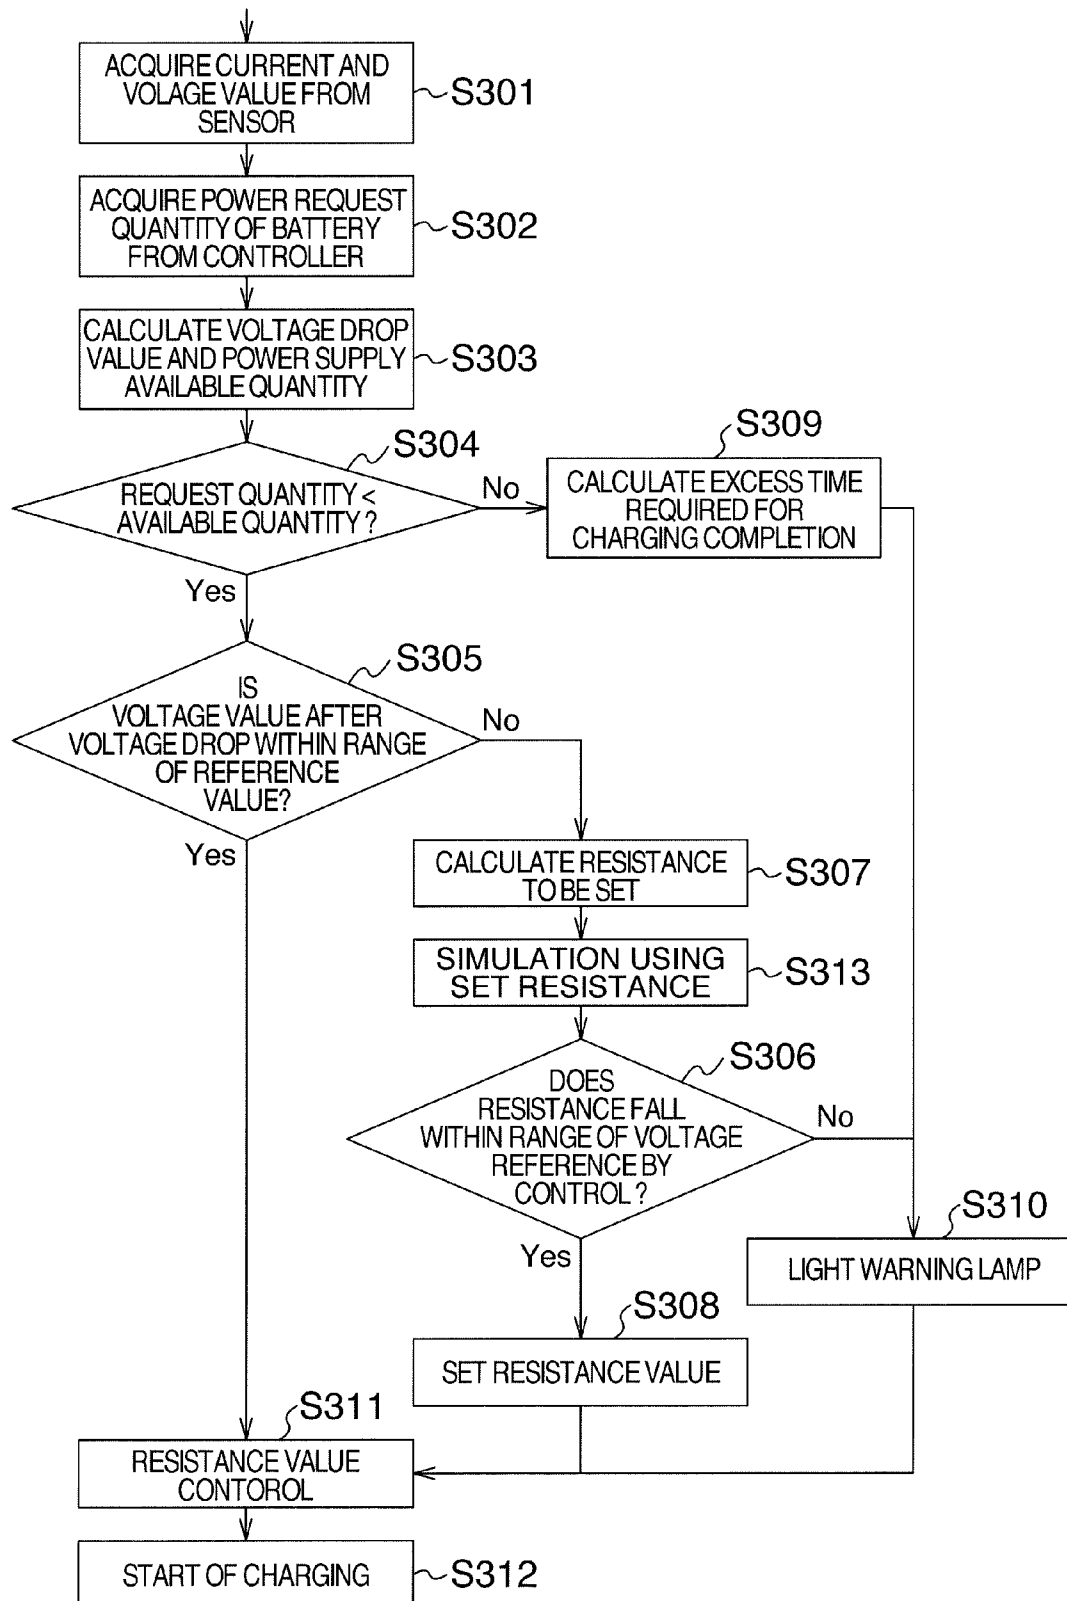 ACQUIRE CURRENT AND
VOLAGE VALUE FROM
SENSOR
S301
ACQUIRE POWER REQUEST
QUANTITY OF BATTERY
FROM CONTROLLER
S302
CALCULATE VOLTAGE DROP
VALUE AND POWER SUPPLY
AVAILABLE QUANTITY
S303
S304
REQUEST QUANTITY <
AVAILABLE QUANTITY ?
No
Yes
S309
CALCULATE EXCESS TIME
REQUIRED FOR
CHARGING COMPLETION
S305
IS
VOLTAGE VALUE AFTER
VOLTAGE DROP WITHIN RANGE
OF REFERENCE
VALUE?
No
Yes
CALCULATE RESISTANCE
TO BE SET
S307
SIMULATION USING
SET RESISTANCE
S313
S306
DOES
RESISTANCE FALL
WITHIN RANGE OF VOLTAGE
REFERENCE BY
CONTROL ?
No
Yes
S310
LIGHT WARNING LAMP
S308
SET RESISTANCE VALUE
S311
RESISTANCE VALUE
CONTOROL
START OF CHARGING
S312